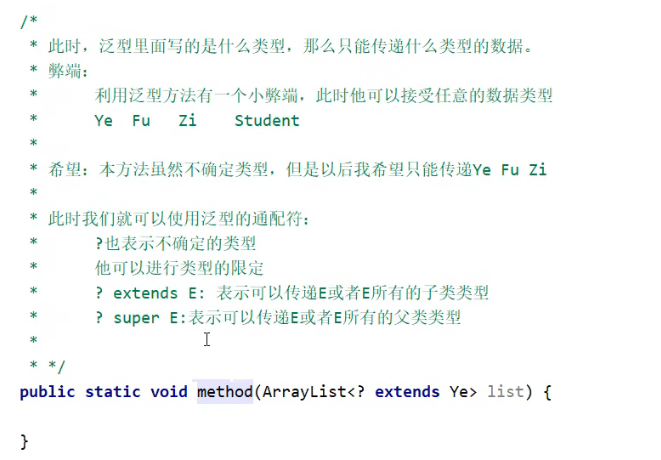 /*
 * 此时，泛型里面写的是什么类型，那么只能传递什么类型的数据。
 * 弊端：
 *      利用泛型方法有一个小弊端，此时他可以接受任意的数据类型
 *      Ye  Fu   Zi    Student
 *
 * 希望：本方法虽然不确定类型，但是以后我希望只能传递Ye Fu Zi
 *
 * 此时我们就可以使用泛型的通配符：
 *      ?也表示不确定的类型
 *      他可以进行类型的限定
 *      ? extends E: 表示可以传递E或者E所有的子类类型
 *      ? super E:表示可以传递E或者E所有的父类类型
 *
 * */
public static void method(ArrayList<? extends Ye> list) {
}